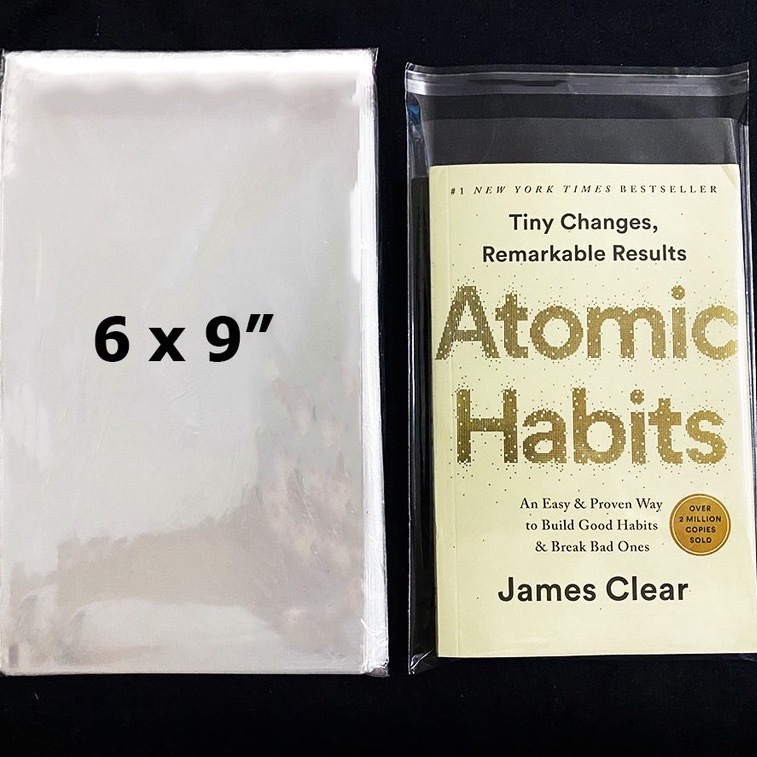 6 x 9"
#1 NEW YORK TIMES BESTSELLER
Tiny Changes,
Remarkable Results
Atomic
Habits
An Easy & Proven Way
to Build Good Habits
& Break Bad Ones
OVER
2 MILLION
COPIES
SOLD
James Clear